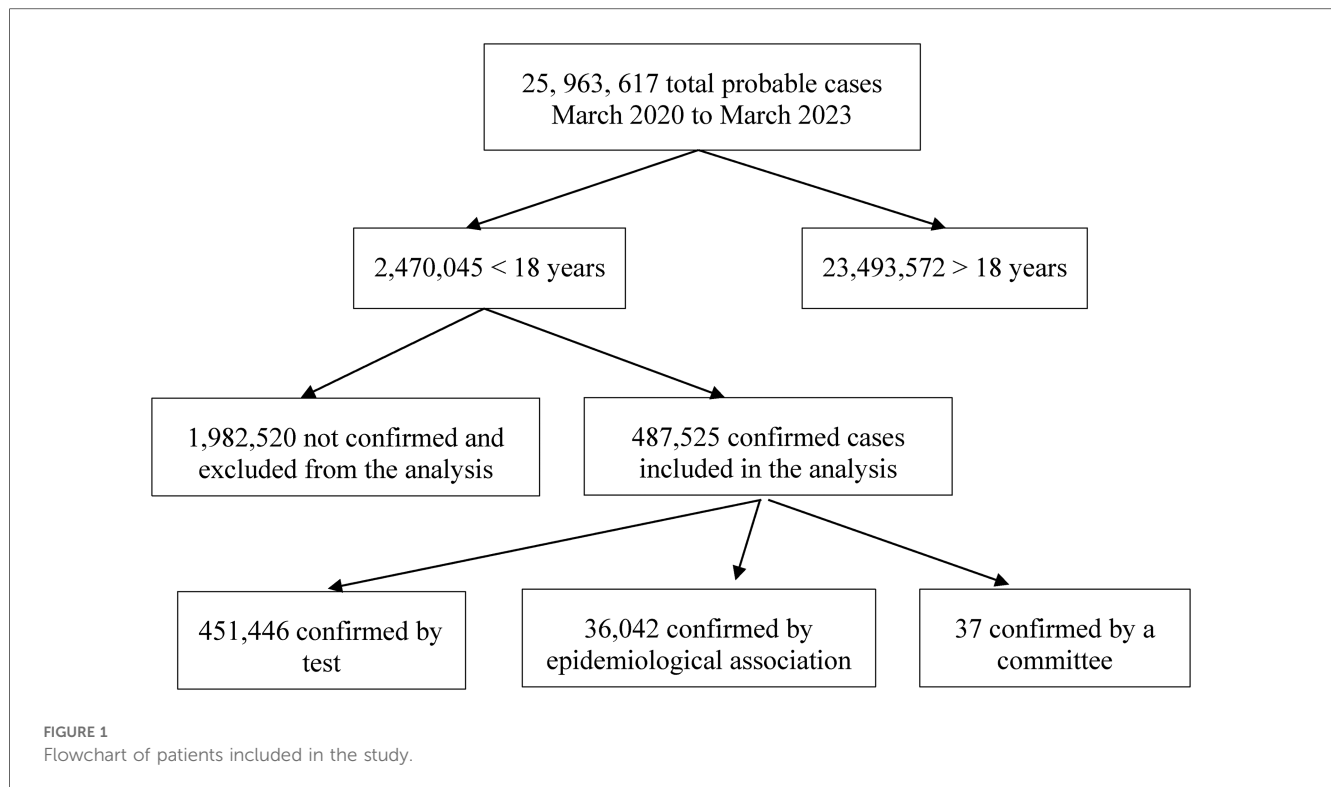 25, 963, 617 total probable cases
March 2020 to March 2023
2,470,045 < 18 years
23,493,572 > 18 years
1,982,520 not confirmed and
excluded from the analysis
487,525 confirmed cases
included in the analysis
451,446 confirmed by
test
36,042 confirmed by
epidemiological association
37 confirmed by a
committee
FIGURE 1
Flowchart of patients included in the study.